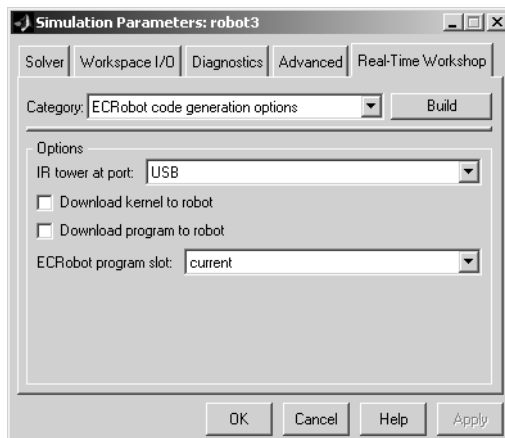 Simulation Parameters: robot3
Solver Workspace I/O Diagnostics Advanced Real-Time Workshop
Category: ECRobot code generation options Build
Options
IR tower at port: USB
Download kernel to robot
Download program to robot
ECRobot program slot: current
OK Cancel Help Apply